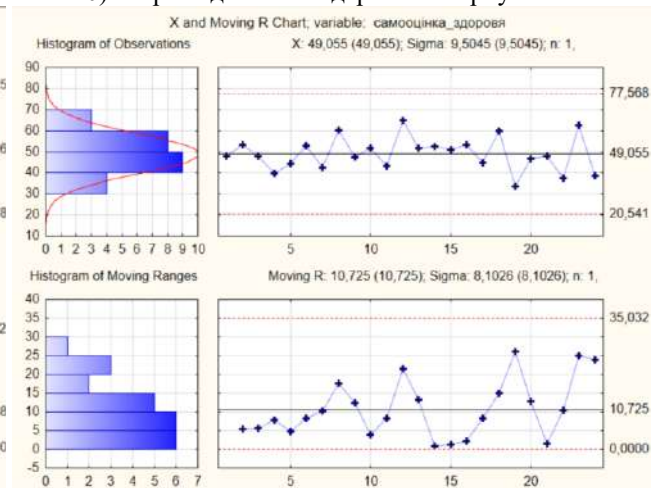 X and Moving R Chart; variable: самооцінка_здоровя
Histogram of Observations
X: 49,055 (49,055); Sigma: 9,5045 (9,5045); n: 1,
90
80
70
60
50
40
30
20
10
0 1 2 3 4 5 6 7 8 9 10
77,568
49,055
20,541
5 10 15 20
Histogram of Moving Ranges
Moving R: 10,725 (10,725); Sigma: 8,1026 (8,1026); n: 1,
40
35
30
25
20
15
10
5
0
-5
0 1 2 3 4 5 6 7
35,032
10,725
0,0000
5 10 15 20